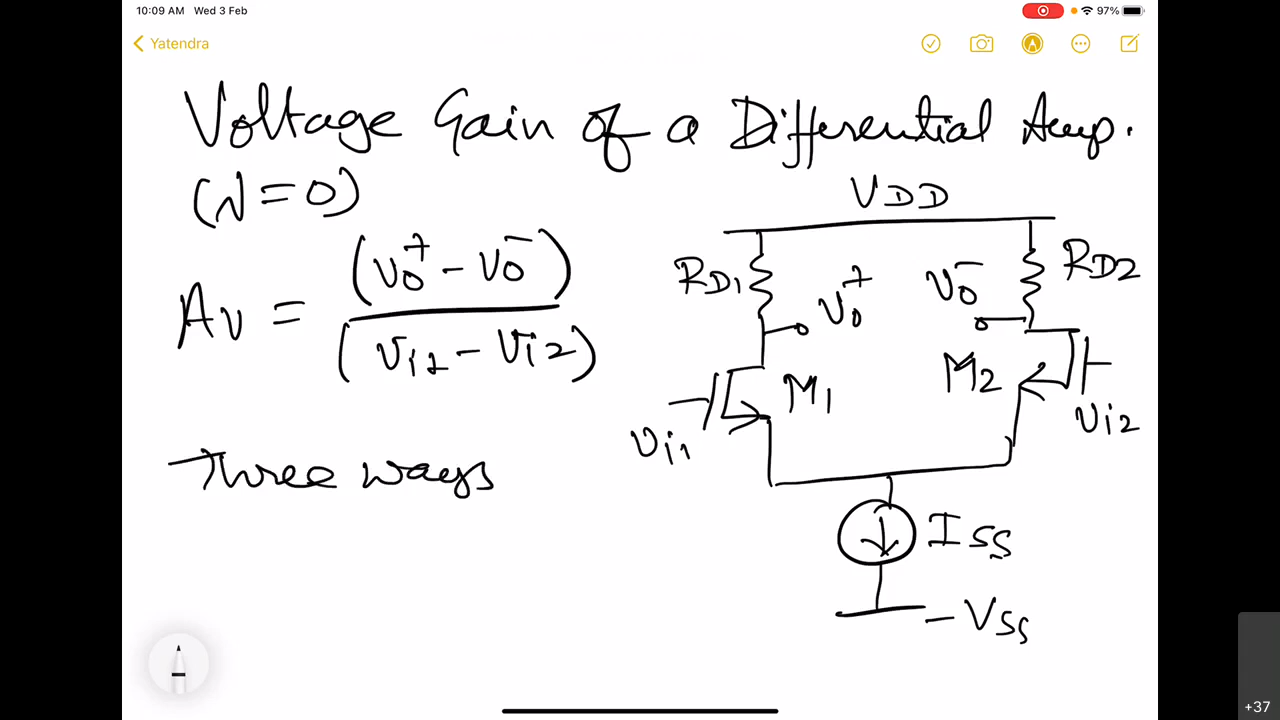 10:09 AM Wed 3 Feb 97%
Yatendra
Voltage Gain of a Differential Amp.
(λ=0)
VDD
RD1 vo+ vo- RD2
Av = (vo+ - vo-) / (vi1 - vi2)
M1 M2
vi1 vi2
Three ways
ISS
-VSS
+37